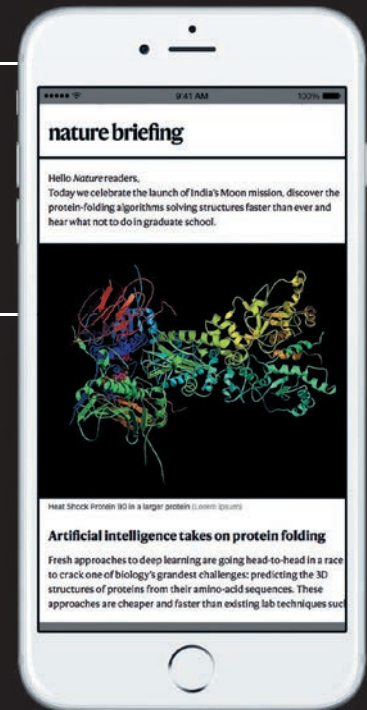 9:41 AM 100%
nature briefing
Hello Nature readers,
Today we celebrate the launch of India's Moon mission, discover the
protein-folding algorithms solving structures faster than ever and
hear what not to do in graduate school.
Heat Shock Protein 90 in a larger protein (Lorem ipsum)
Artificial intelligence takes on protein folding
Fresh approaches to deep learning are going head-to-head in a race
to crack one of biology's grandest challenges: predicting the 3D
structures of proteins from their amino-acid sequences. These
approaches are cheaper and faster than existing lab techniques such